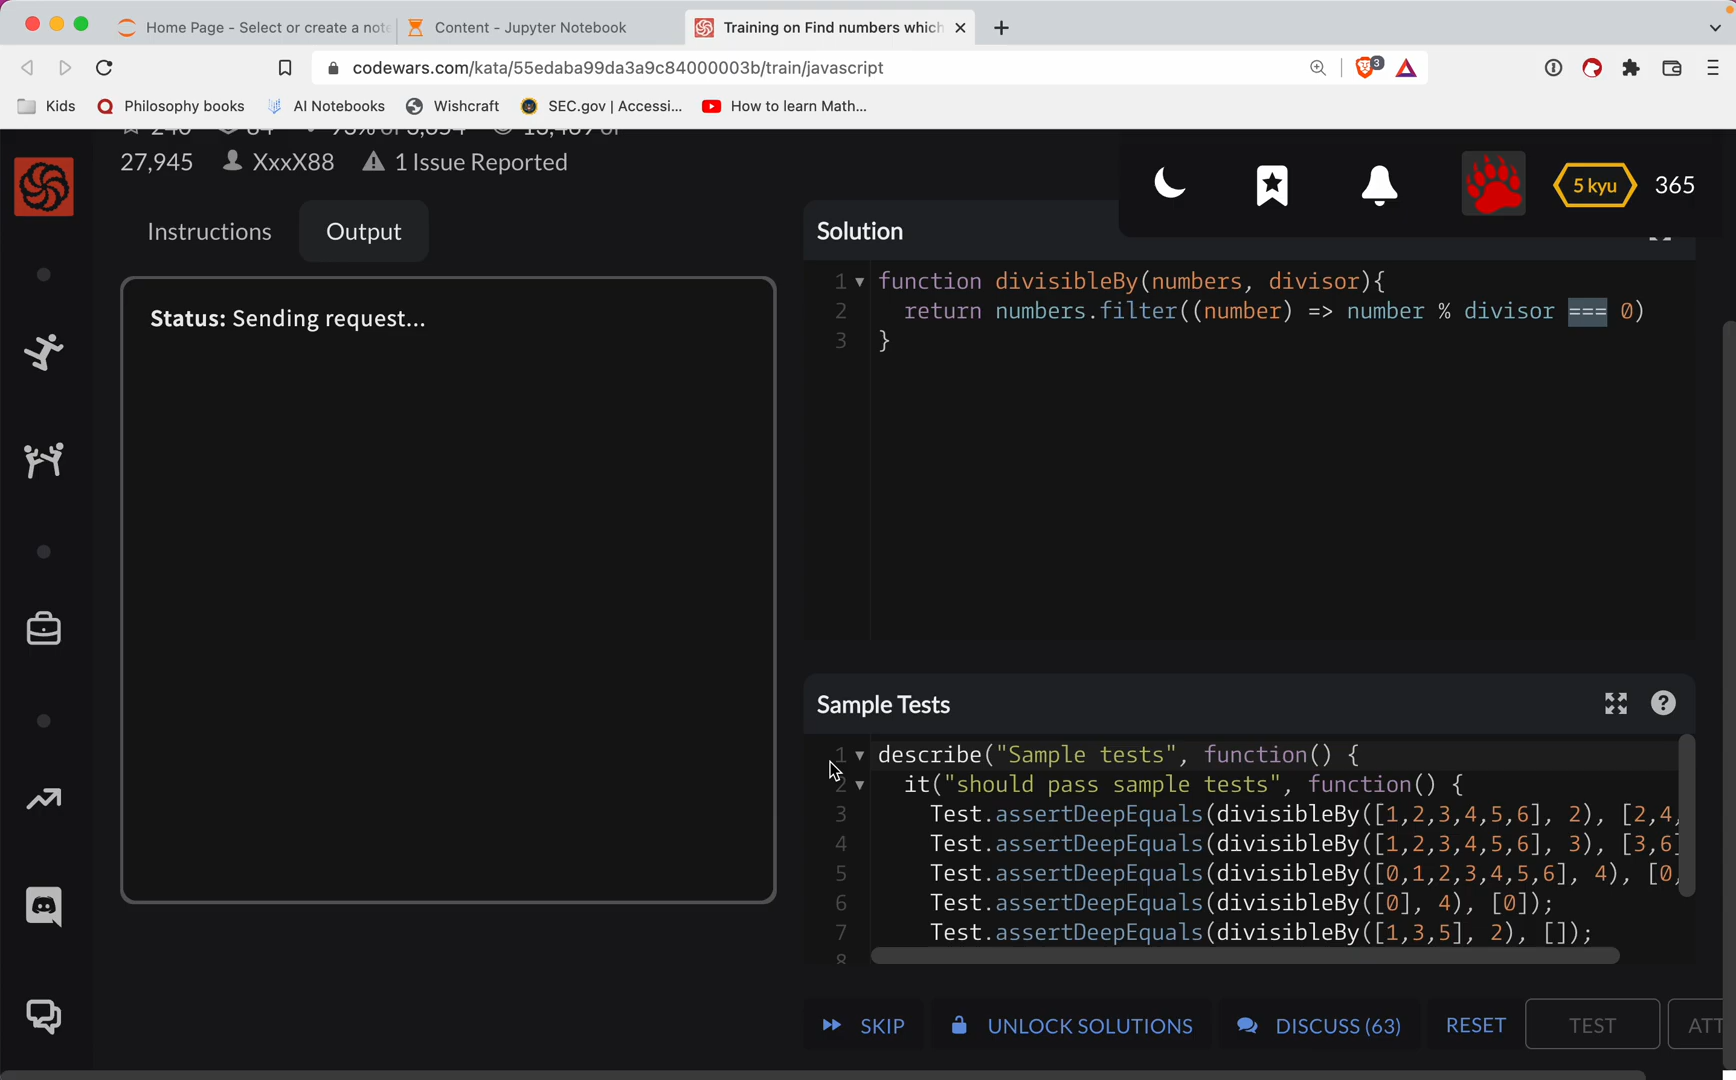 Home Page - Select or create a note
Content - Jupyter Notebook
Training on Find numbers which
codewars.com/kata/55edaba99da3a9c84000003b/train/javascript
3
Kids
Philosophy books
AI Notebooks
Wishcraft
SEC.gov | Accessi...
How to learn Math...
27,945
XxxX88
1 Issue Reported
5 kyu
365
Instructions
Output
Status: Sending request...
Solution
1 function divisibleBy(numbers, divisor){
2 return numbers.filter((number) => number % divisor === 0)
3 }
Sample Tests
1 describe("Sample tests", function() {
2 it("should pass sample tests", function() {
3 Test.assertDeepEquals(divisibleBy([1,2,3,4,5,6], 2), [2,4,
4 Test.assertDeepEquals(divisibleBy([1,2,3,4,5,6], 3), [3,6]
5 Test.assertDeepEquals(divisibleBy([0,1,2,3,4,5,6], 4), [0,
6 Test.assertDeepEquals(divisibleBy([0], 4), [0]);
7 Test.assertDeepEquals(divisibleBy([1,3,5], 2), []);
8
SKIP
UNLOCK SOLUTIONS
DISCUSS (63)
RESET
TEST
ATT